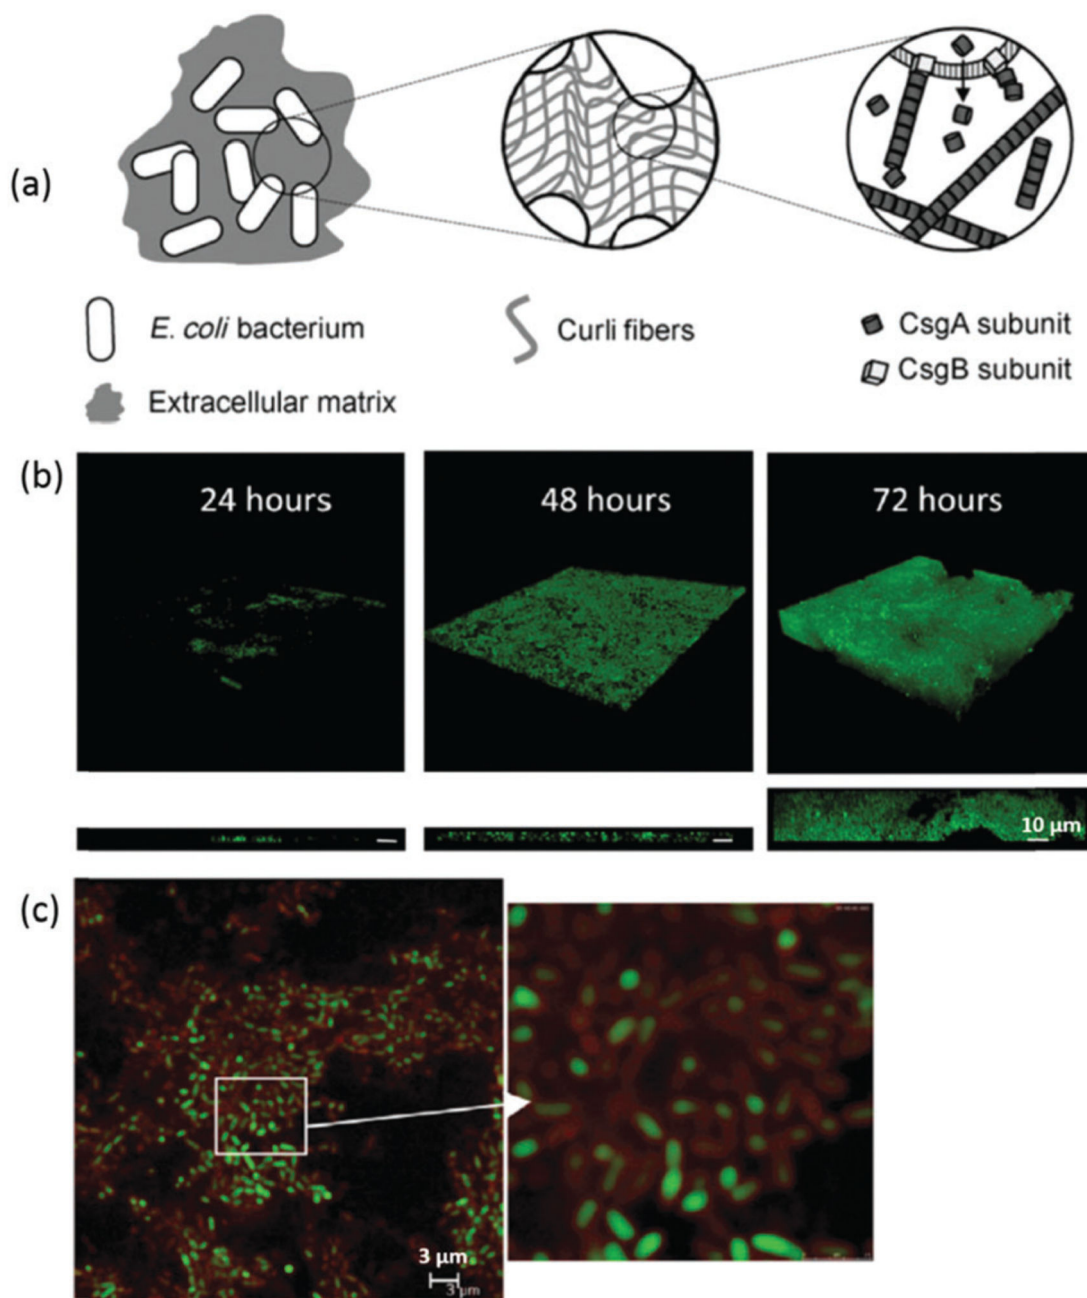 (a)
E. coli bacterium
Extracellular matrix
Curli fibers
CsgA subunit
CsgB subunit
(b)
24 hours
48 hours
72 hours
10 μm
(c)
3 μm
3 μm